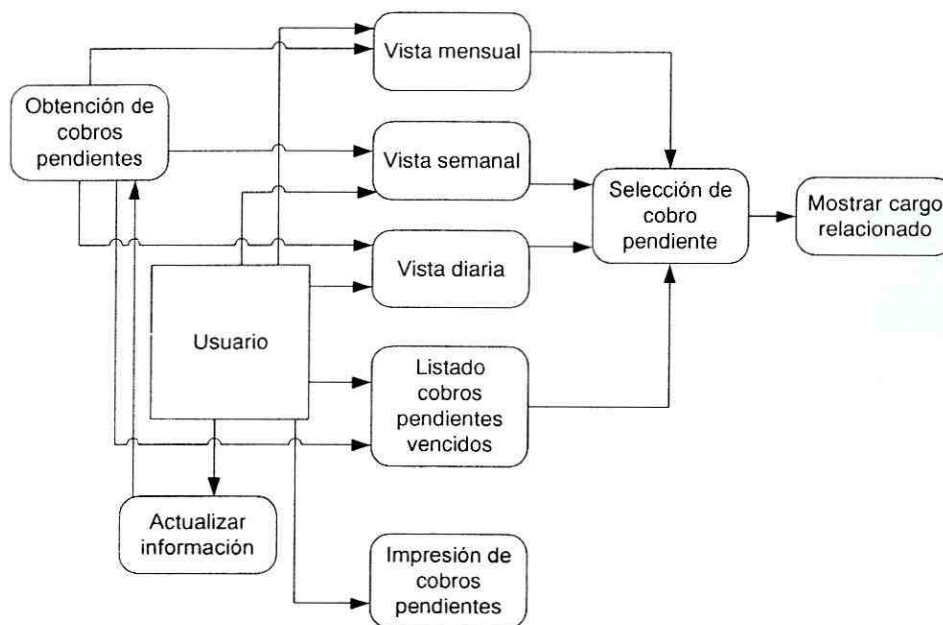 Vista mensual
Obtención de
cobros
pendientes
Vista semanal
Selección de
cobro
pendiente
Mostrar cargo
relacionado
Vista diaria
Usuario
Listado
cobros
pendientes
vencidos
Actualizar
información
Impresión de
cobros
pendientes